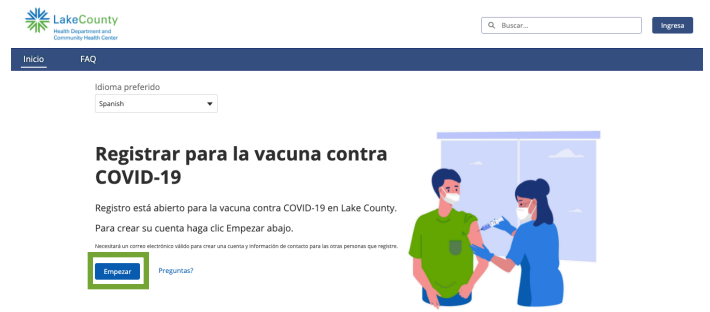 LakeCounty
Health Department and
Community Health Center
Buscar...
Ingresa
Inicio
FAQ
Idioma preferido
Spanish
Registrar para la vacuna contra
COVID-19
Registro está abierto para la vacuna contra COVID-19 en Lake County.
Para crear su cuenta haga clic Empezar abajo.
Necesitará un correo electrónico válido para crear una cuenta y información de contacto para las otras personas que registre.
Empezar
Preguntas?